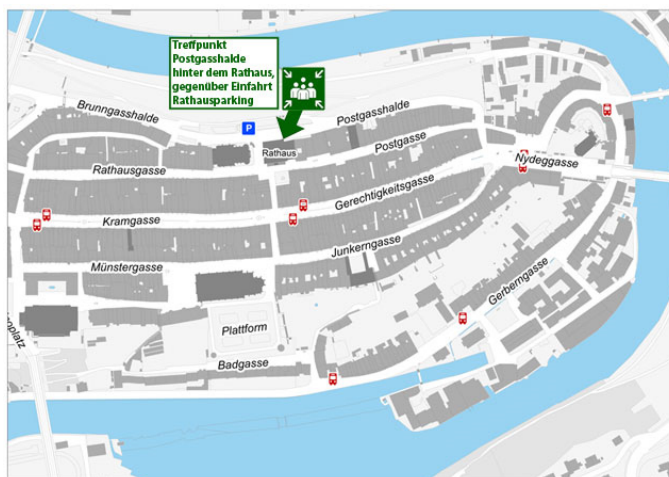 Treffpunkt
Postgasshalde
hinter dem Rathaus,
gegenüber Einfahrt
Rathausparking
P
Brunngasshalde
Postgasshalde
Rathaus
Postgasse
Nydeggasse
Rathausgasse
Gerechtigkeitsgasse
Kramgasse
Junkerngasse
Münstergasse
Gerberngasse
Plattform
Badgasse